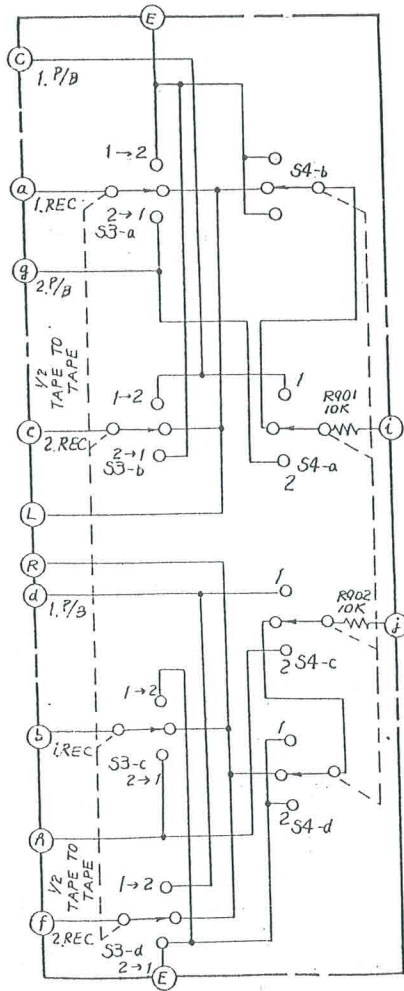 E
C
1. P/B
1→2
S4-b
a
1. REC
2→1
S3-a
g
2. P/B
1/2 TAPE TO
TAPE
1→2
1
R901
10K
e
2. REC
i
2→1
S3-b
S4-a
2
L
R
d
1. P/B
1
R902
10K
j
2
S4-c
1→2
b
1. REC
1
S3-c
2→1
2
S4-d
h
1/2 TAPE TO
TAPE
1→2
f
2. REC
S3-d
2→1
E